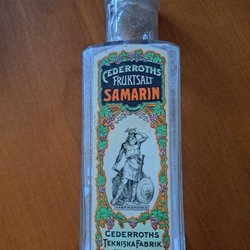 CEDERROTHS
FRUKTSALT
SAMARIN
CEDERROTHS
TEKNISKA FABRIK